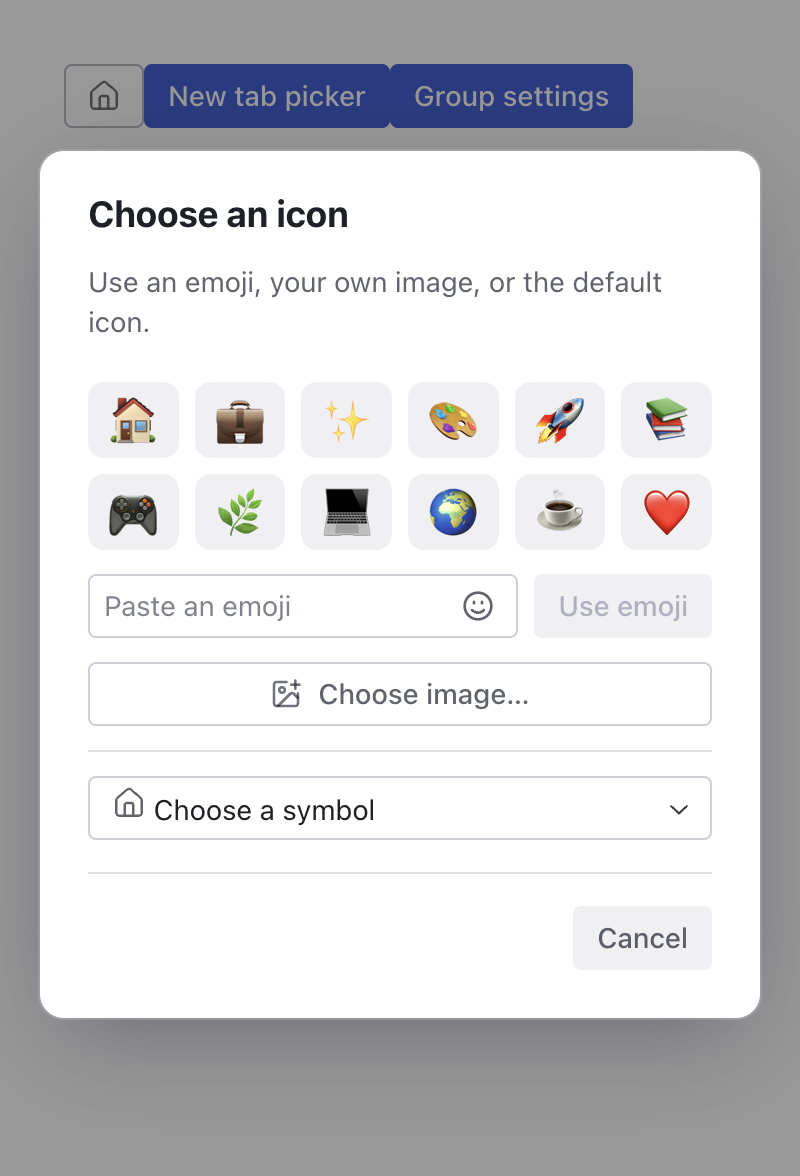 New tab picker
Group settings
Choose an icon
Use an emoji, your own image, or the default
icon.
Paste an emoji
Use emoji
Choose image...
Choose a symbol
Cancel